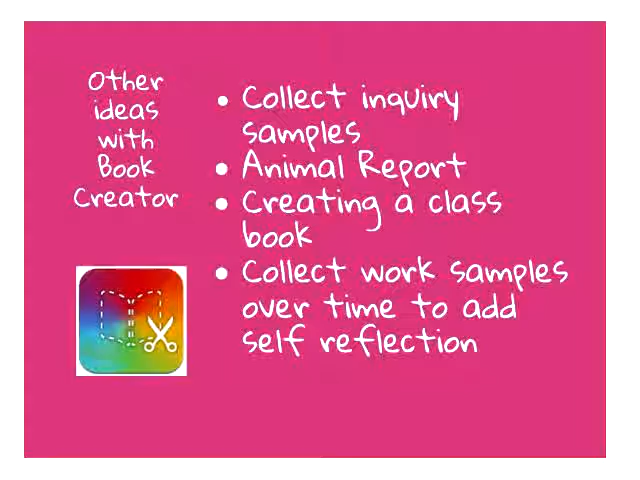 Other
ideas
with
Book
Creator
• Collect inquiry
samples
• Animal Report
• Creating a class
book
• Collect work samples
over time to add
self reflection